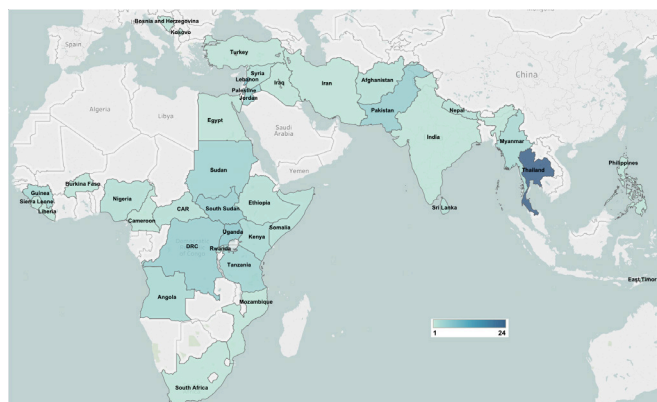 Bosnia and Herzegovina
Kosovo
Spain
Turkey
Syria
Lebanon
Palestine
Jordan
Iraq
Iran
Afghanistan
China
Algeria
Libya
Egypt
Saudi
Arabia
Pakistan
Nepal
India
Myanmar
Thailand
Philippines
Yemen
Sudan
Guinea
Sierra Leone
Liberia
Burkina Faso
Nigeria
Cameroon
CAR
South Sudan
Ethiopia
Somalia
Sri Lanka
Uganda
Kenya
DRC
Rwanda
Tanzania
East Timor
Angola
Mozambique
South Africa
1
24